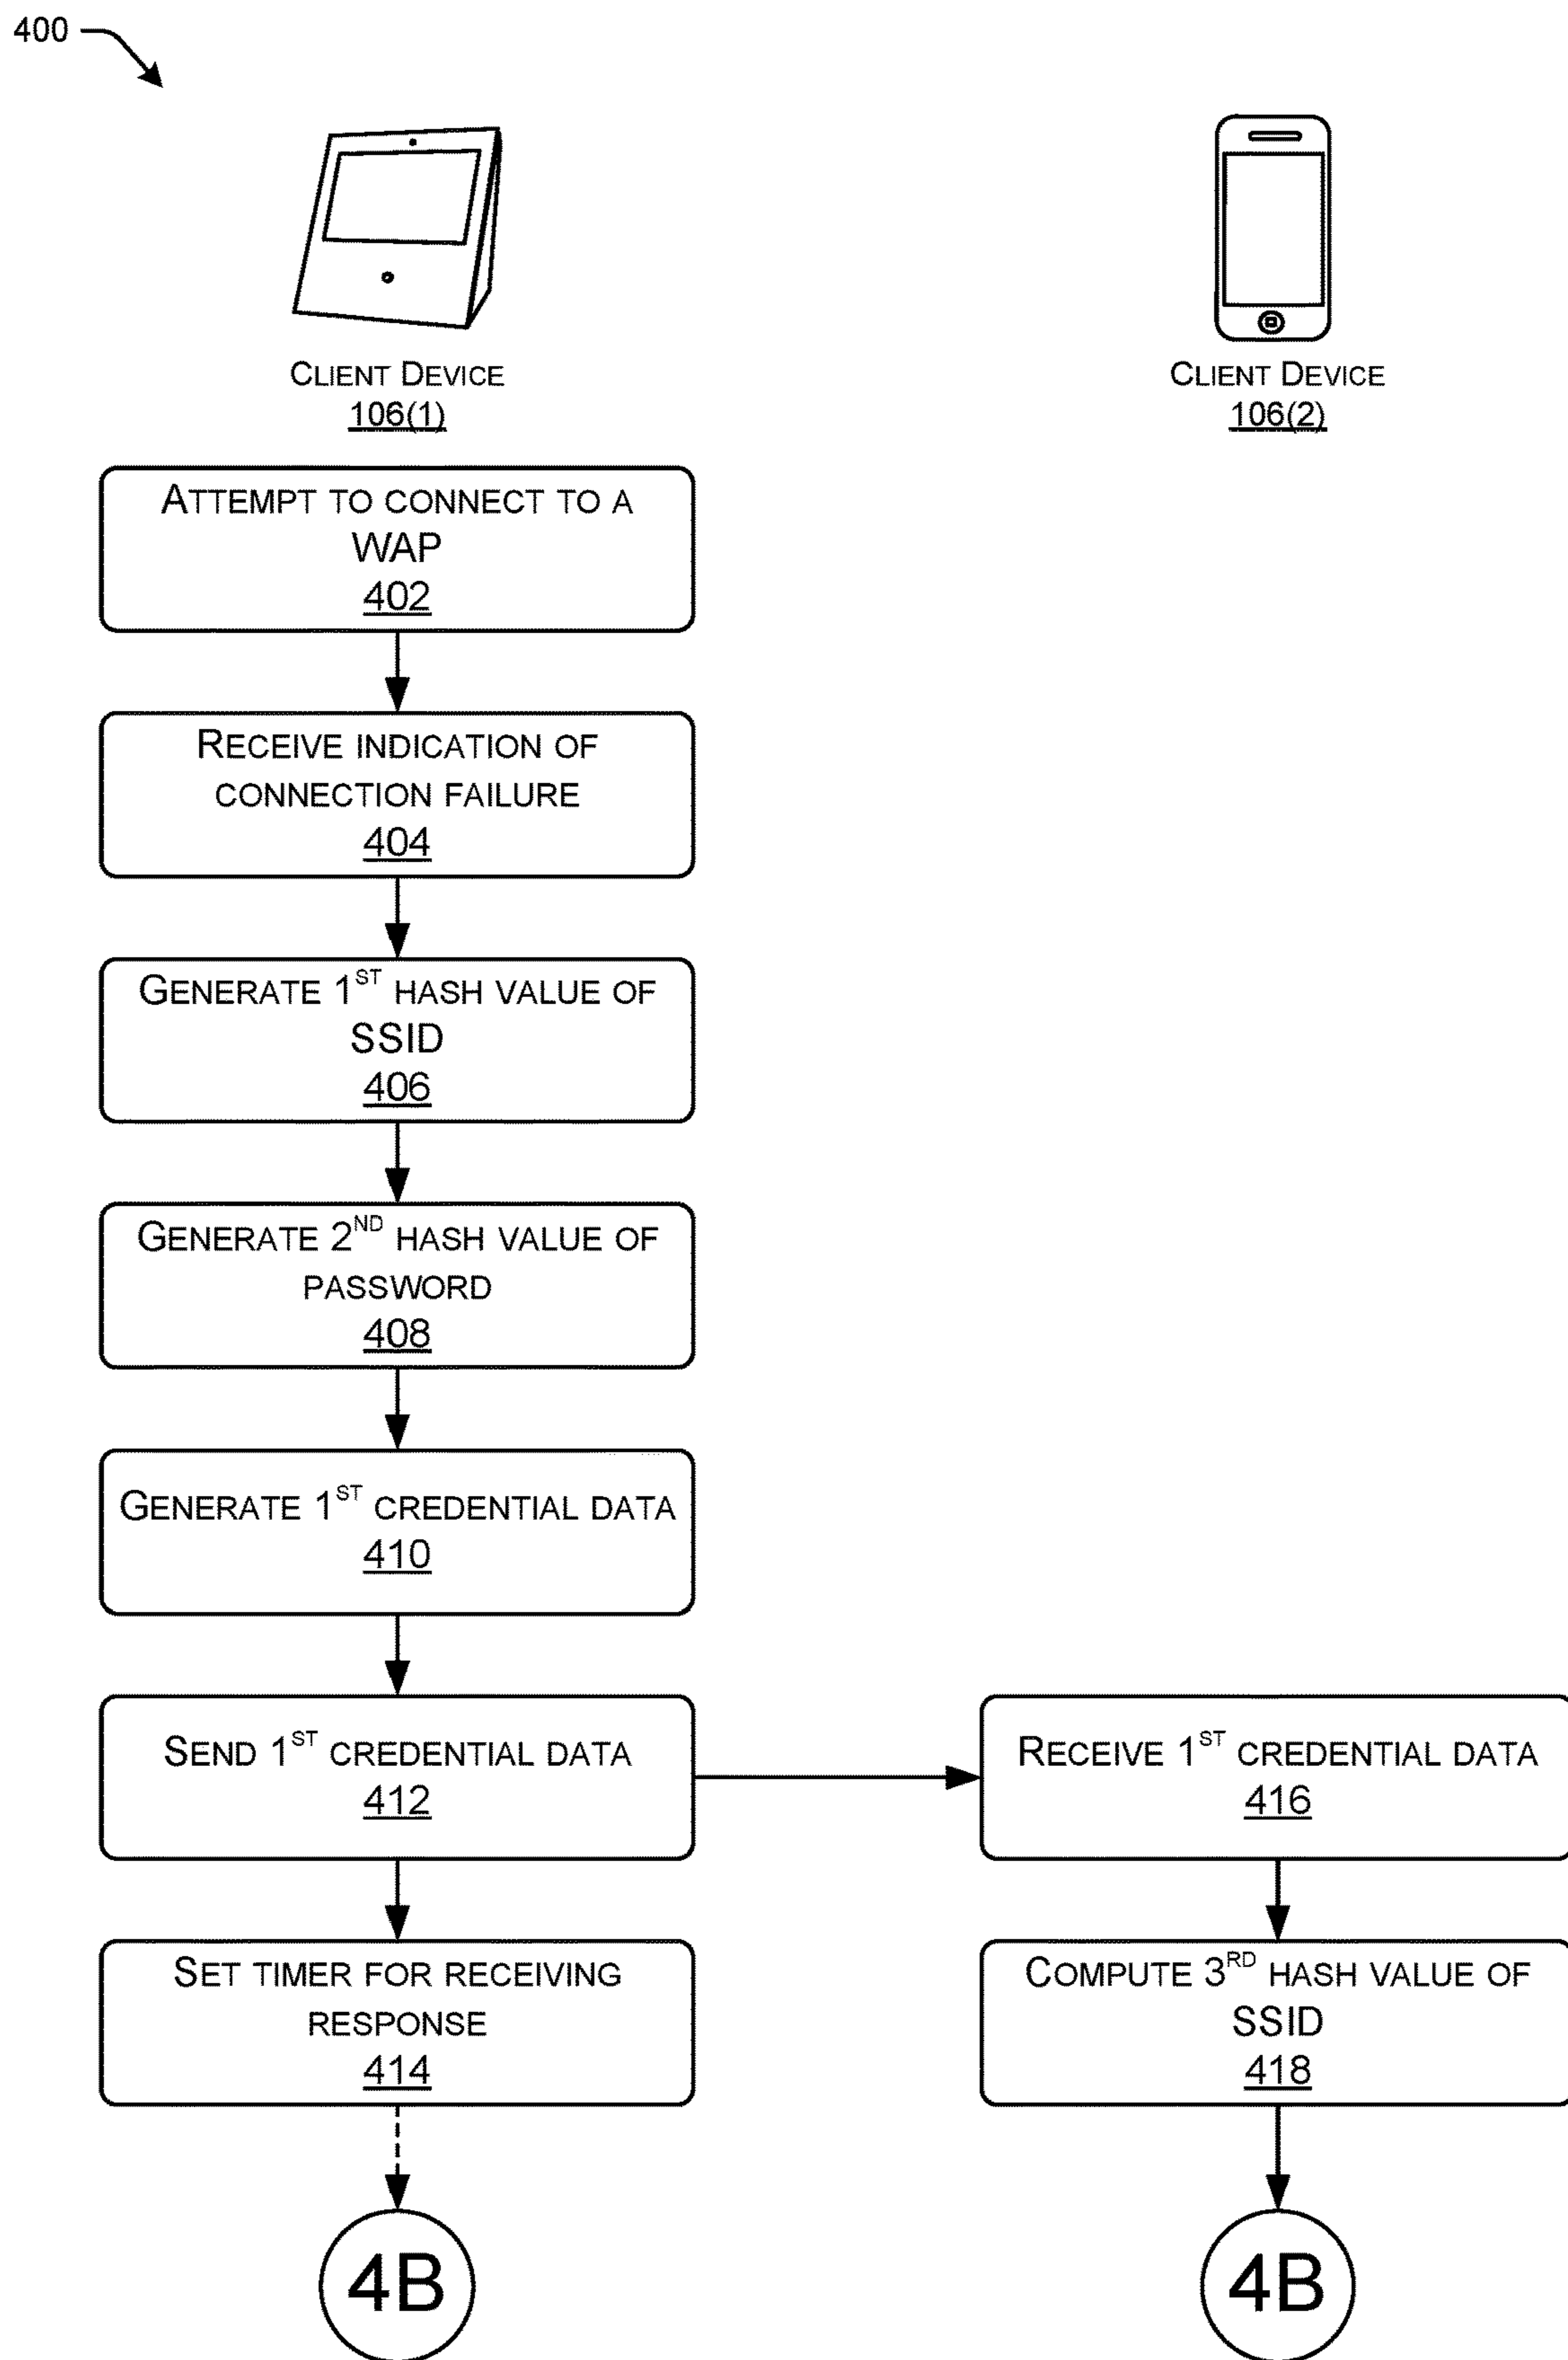 400
CLIENT DEVICE
106(1)
CLIENT DEVICE
106(2)
ATTEMPT TO CONNECT TO A
WAP
402
RECEIVE INDICATION OF
CONNECTION FAILURE
404
GENERATE 1ST HASH VALUE OF
SSID
406
GENERATE 2ND HASH VALUE OF
PASSWORD
408
GENERATE 1ST CREDENTIAL DATA
410
SEND 1ST CREDENTIAL DATA
412
RECEIVE 1ST CREDENTIAL DATA
416
SET TIMER FOR RECEIVING
RESPONSE
414
COMPUTE 3RD HASH VALUE OF
SSID
418
4B
4B